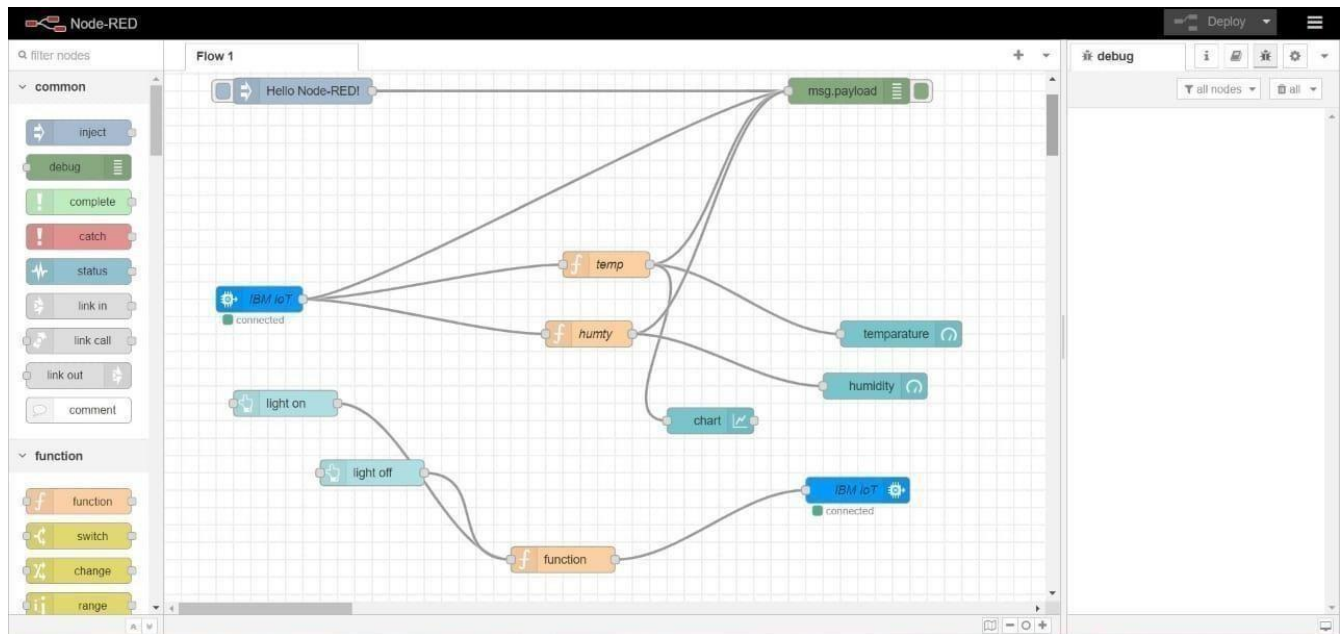 Node-RED
Deploy
filter nodes
Flow 1
debug
i
common
all nodes
all
inject
debug
complete
catch
status
link in
link call
link out
comment
function
function
switch
change
range
Hello Node-RED!
msg.payload
temp
IBM IoT
connected
humty
temparature
humidity
light on
chart
light off
IBM IoT
connected
function